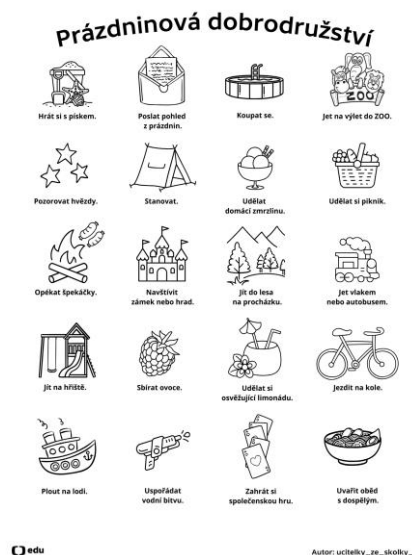 Prázdninová dobrodružství
Hrát si s pískem.
Poslat pohled
z prázdnin.
Koupat se.
ZOO
Jet na výlet do ZOO.
Pozorovat hvězdy.
Stanovat.
Udělat
domácí zmrzlinu.
Udělat si piknik.
Opékat špekáčky.
Navštívit
zámek nebo hrad.
Jít do lesa
na procházku.
Jet vlakem
nebo autobusem.
Jít na hřiště.
Sbírat ovoce.
Udělat si
osvěžující limonádu.
Jezdit na kole.
Plout na lodi.
Uspořádat
vodní bitvu.
Zahrát si
společenskou hru.
Uvařit oběd
s dospělým.
edu
Autor: ucitelky_ze_skolky_